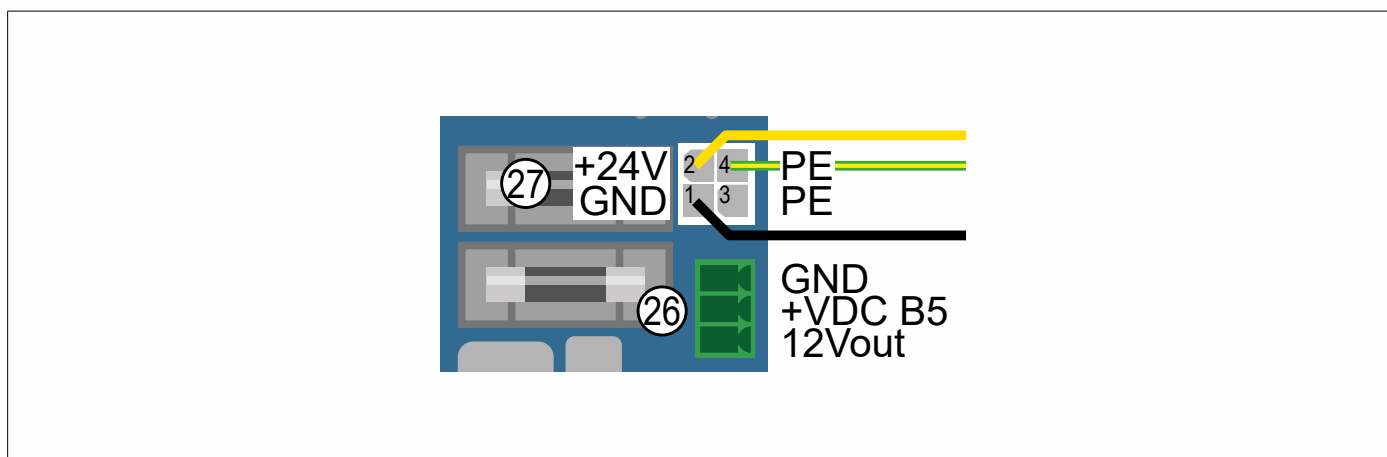 27 +24V 2 4 PE
GND 1 3 PE
GND
26 +VDC B5
12Vout